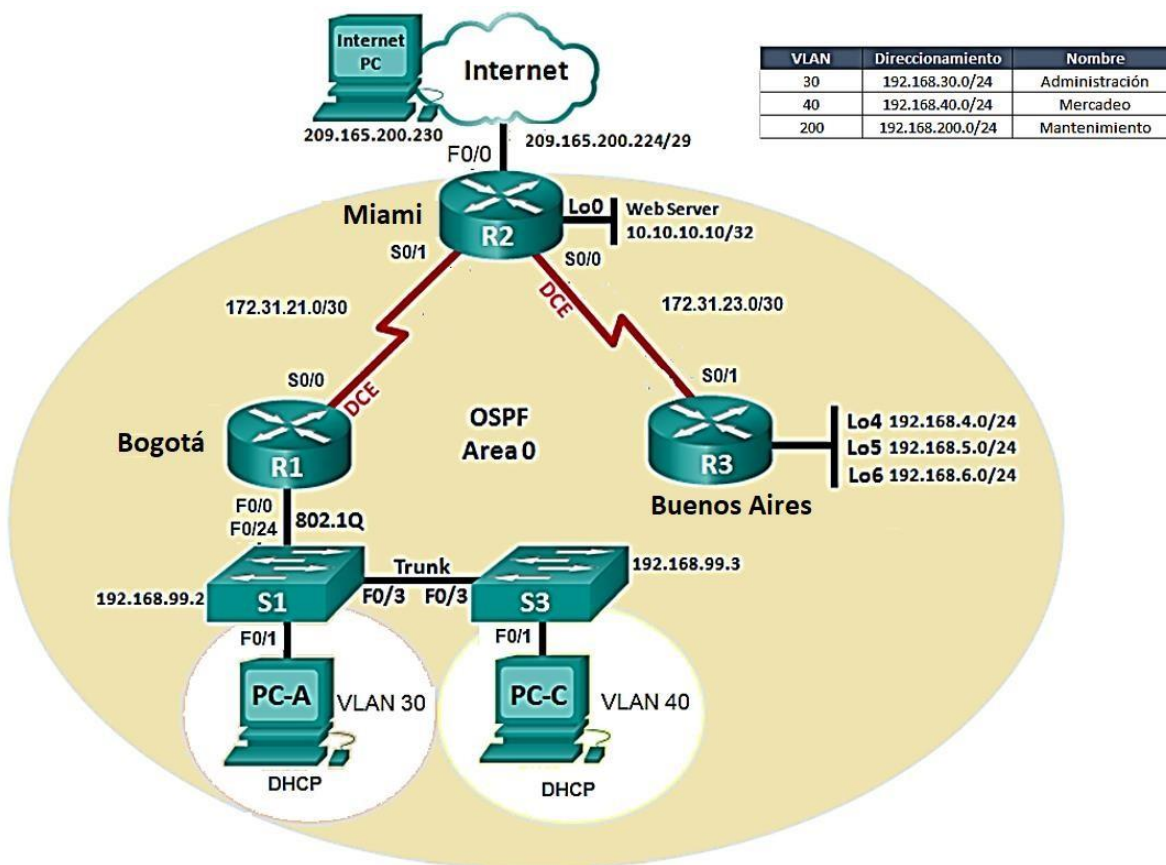 Internet
PC
Internet
209.165.200.230
209.165.200.224/29
F0/0
VLAN Direccionamiento Nombre
30 192.168.30.0/24 Administración
40 192.168.40.0/24 Mercadeo
200 192.168.200.0/24 Mantenimiento
Miami
R2
Lo0
Web Server
10.10.10.10/32
S0/1
S0/0
DCE
172.31.21.0/30
172.31.23.0/30
S0/0
DCE
S0/1
Bogotá
R1
OSPF
Area 0
R3
Buenos Aires
Lo4 192.168.4.0/24
Lo5 192.168.5.0/24
Lo6 192.168.6.0/24
F0/0
F0/24
802.1Q
192.168.99.2
S1
Trunk
F0/3 F0/3
S3
192.168.99.3
F0/1
F0/1
PC-A
VLAN 30
DHCP
PC-C
VLAN 40
DHCP